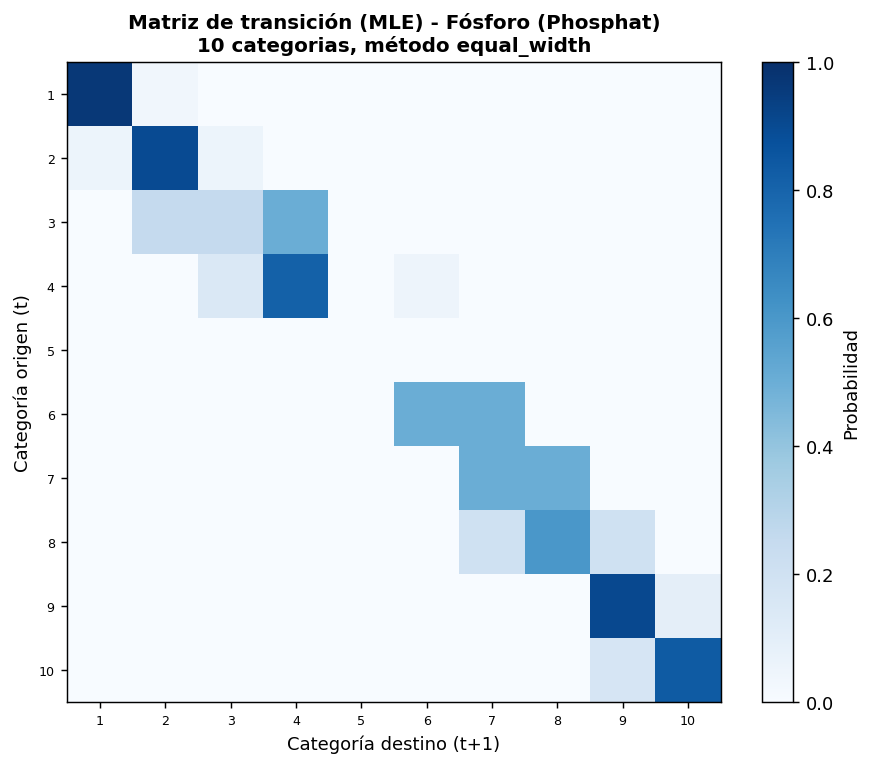 Matriz de transición (MLE) - Fósforo (Phosphat)
10 categorias, método equal_width
1
2
3
4
5
6
7
8
9
10
Categoría origen (t)
1 2 3 4 5 6 7 8 9 10
Categoría destino (t+1)
1.0
0.8
0.6
0.4
0.2
0.0
Probabilidad